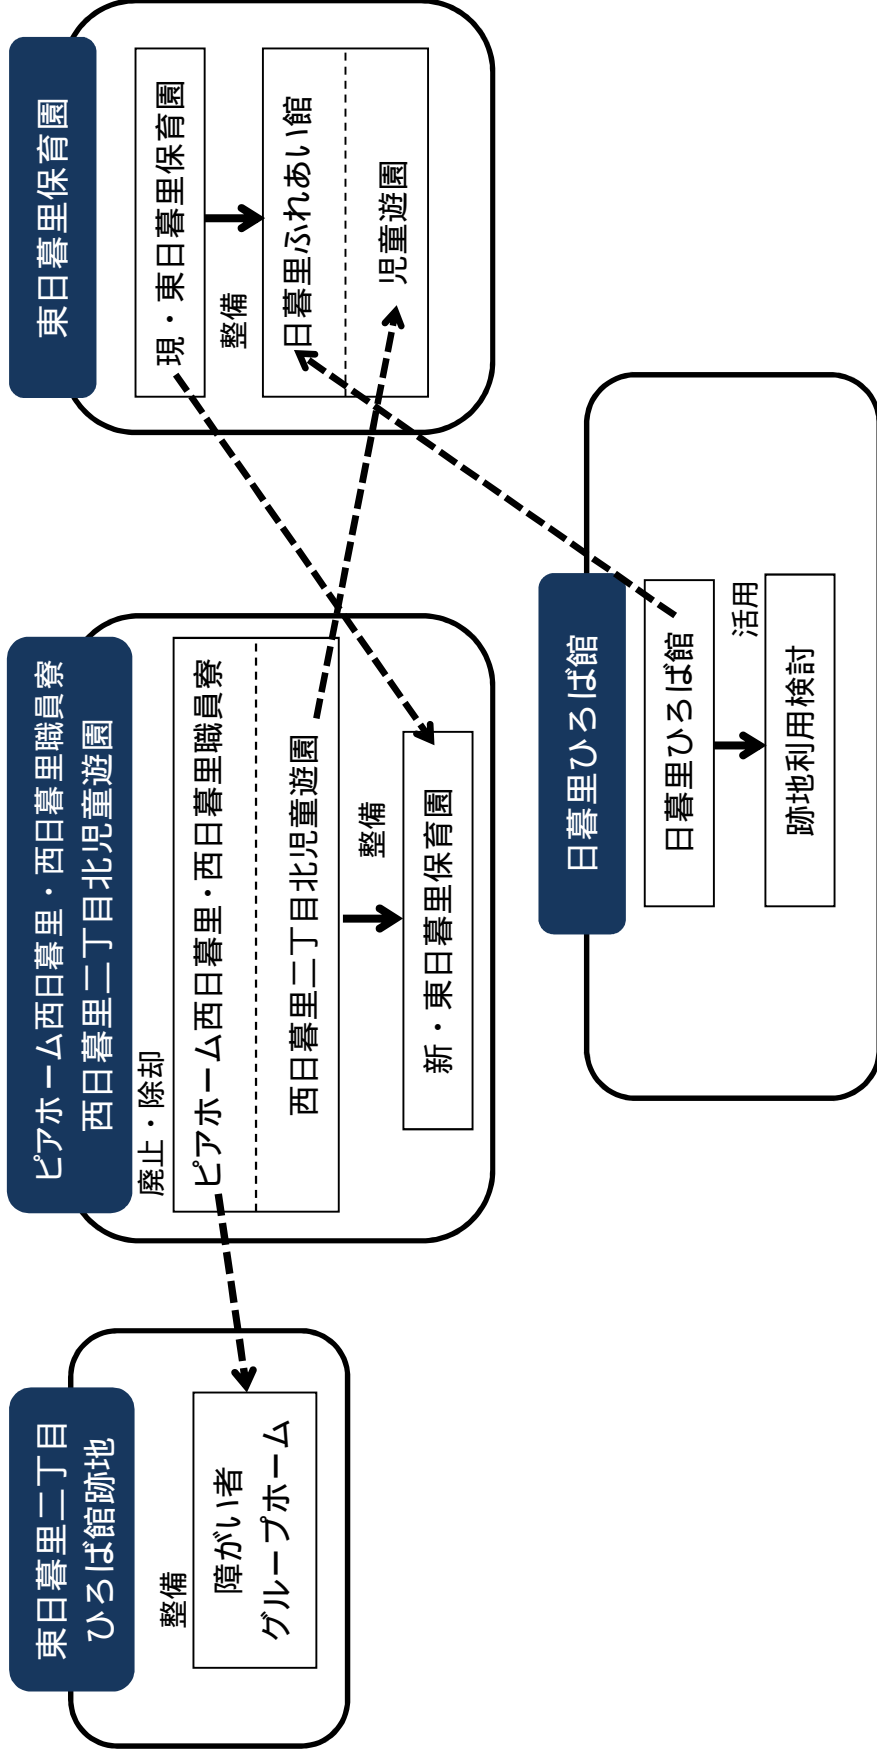 東日暮里二丁目
ひろば館跡地
整備
障がい者
グループホーム
ピアホーム西日暮里・西日暮里職員寮
西日暮里二丁目北児童遊園
廃止・除却
ピアホーム西日暮里・西日暮里職員寮
西日暮里二丁目北児童遊園
整備
新・東日暮里保育園
東日暮里保育園
現・東日暮里保育園
整備
日暮里ふれあい館
児童遊園
日暮里ひろば館
日暮里ひろば館
活用
跡地利用検討